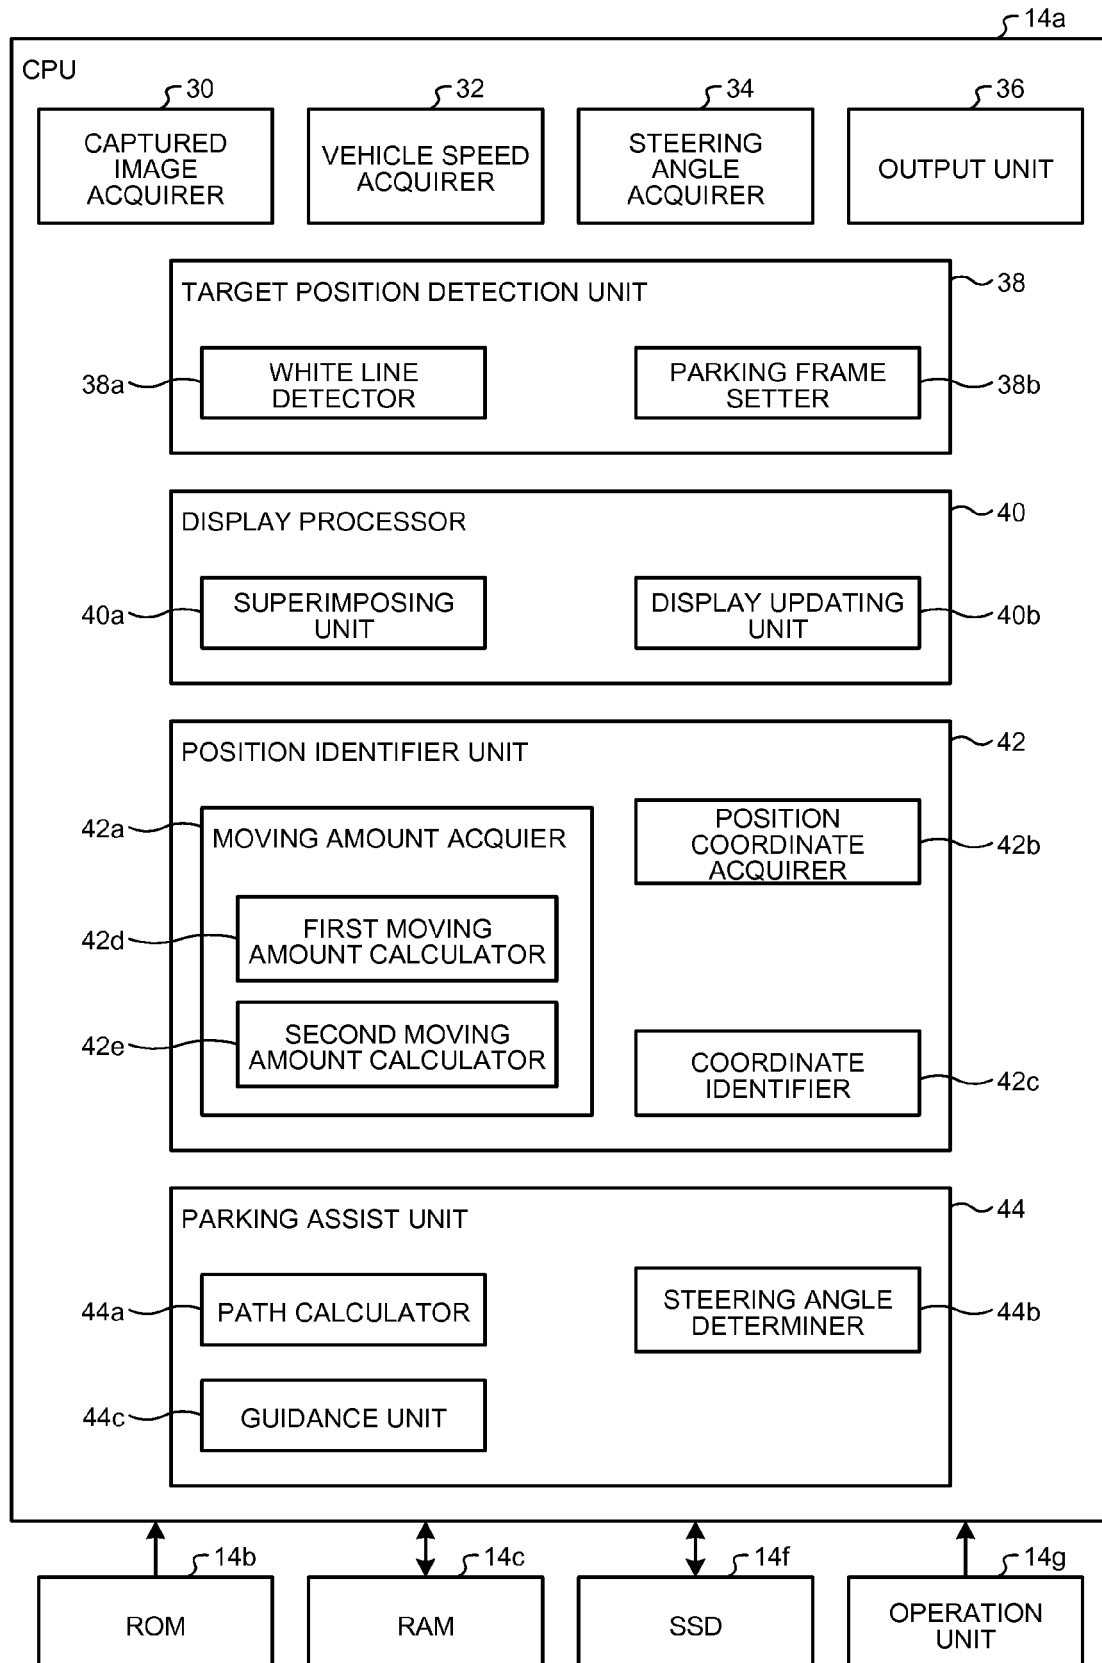 14a
CPU
30
32
34
36
CAPTURED
IMAGE
ACQUIRER
VEHICLE SPEED
ACQUIRER
STEERING
ANGLE
ACQUIRER
OUTPUT UNIT
38
TARGET POSITION DETECTION UNIT
38a
WHITE LINE
DETECTOR
PARKING FRAME
SETTER
38b
40
DISPLAY PROCESSOR
40a
SUPERIMPOSING
UNIT
DISPLAY UPDATING
UNIT
40b
42
POSITION IDENTIFIER UNIT
42a
MOVING AMOUNT ACQUIER
POSITION
COORDINATE
ACQUIRER
42b
42d
FIRST MOVING
AMOUNT CALCULATOR
42e
SECOND MOVING
AMOUNT CALCULATOR
COORDINATE
IDENTIFIER
42c
44
PARKING ASSIST UNIT
44a
PATH CALCULATOR
STEERING ANGLE
DETERMINER
44b
44c
GUIDANCE UNIT
14b
14c
14f
14g
ROM
RAM
SSD
OPERATION
UNIT